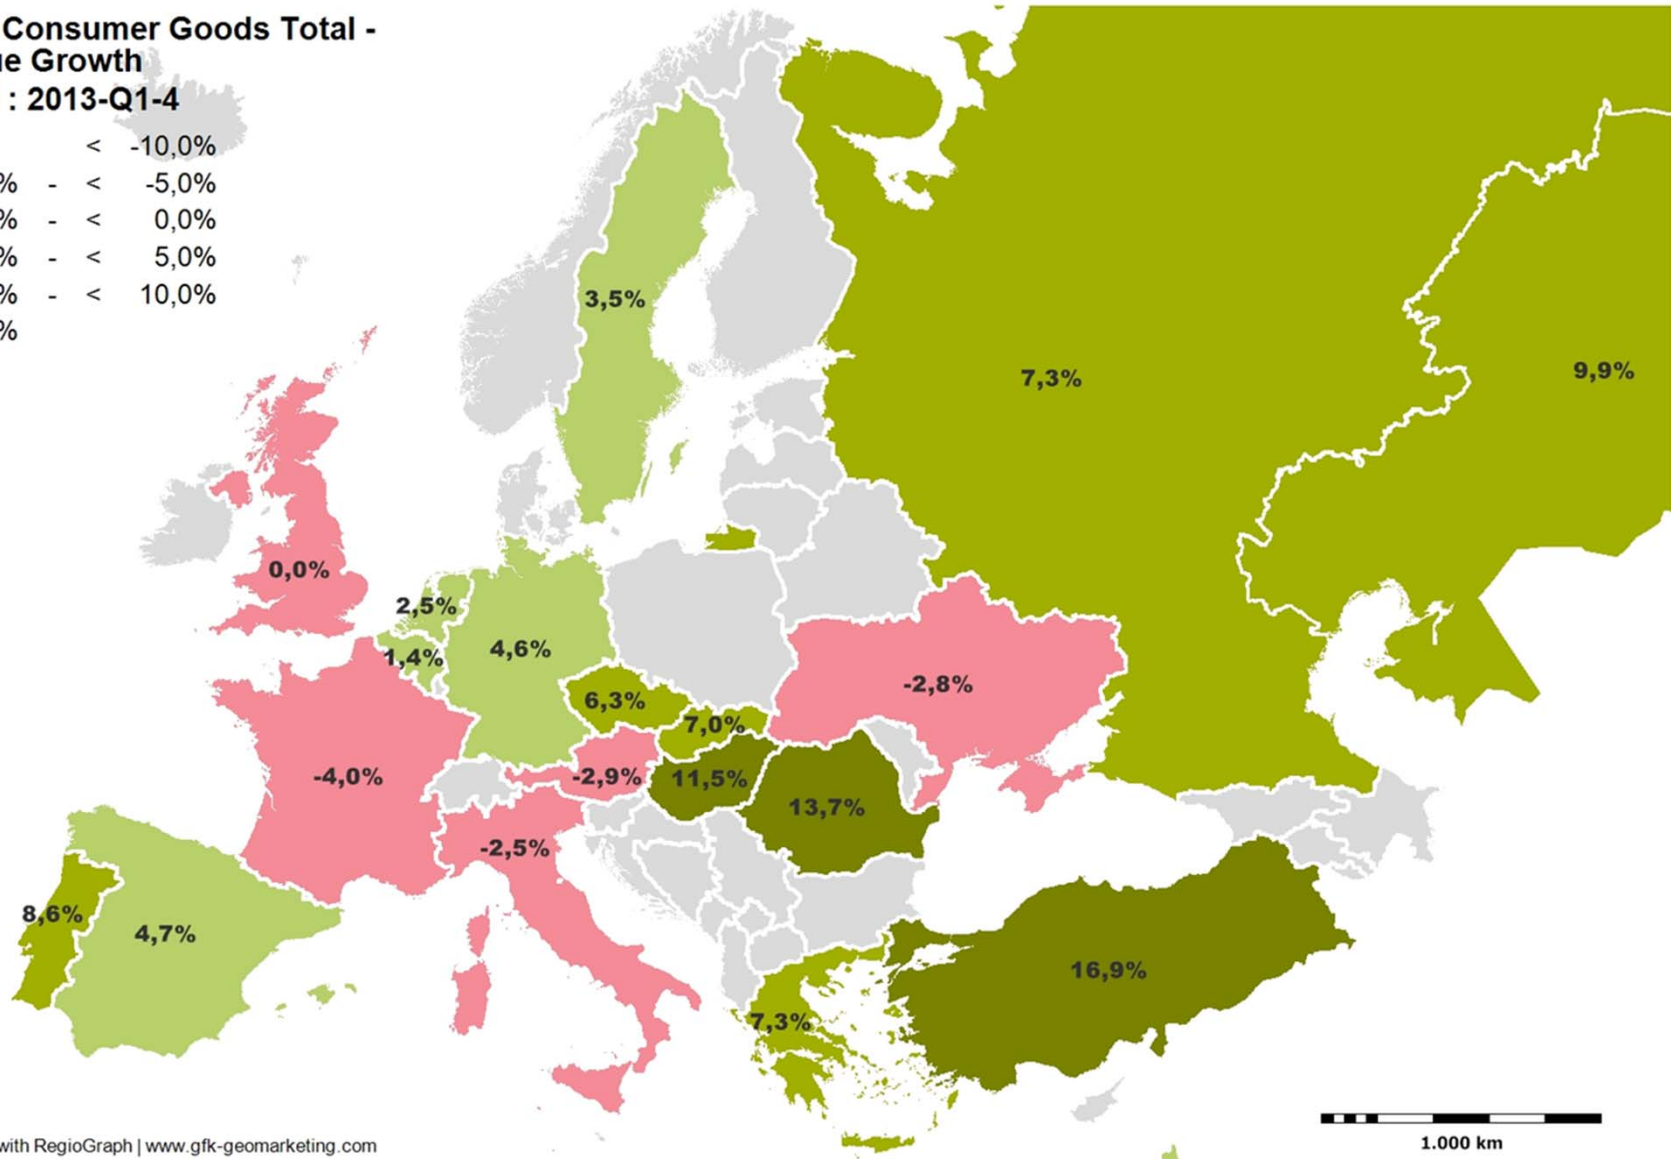 Consumer Goods Total -
ue Growth
: 2013-Q1-4
< -10,0%
% - < -5,0%
% - < 0,0%
% - < 5,0%
% - < 10,0%
%
3,5%
7,3%
9,9%
0,0%
2,5%
1,4%
4,6%
-2,8%
6,3%
7,0%
-4,0%
-2,9%
11,5%
13,7%
-2,5%
8,6%
4,7%
16,9%
7,3%
with RegioGraph | www.gfk-geomarketing.com
1.000 km